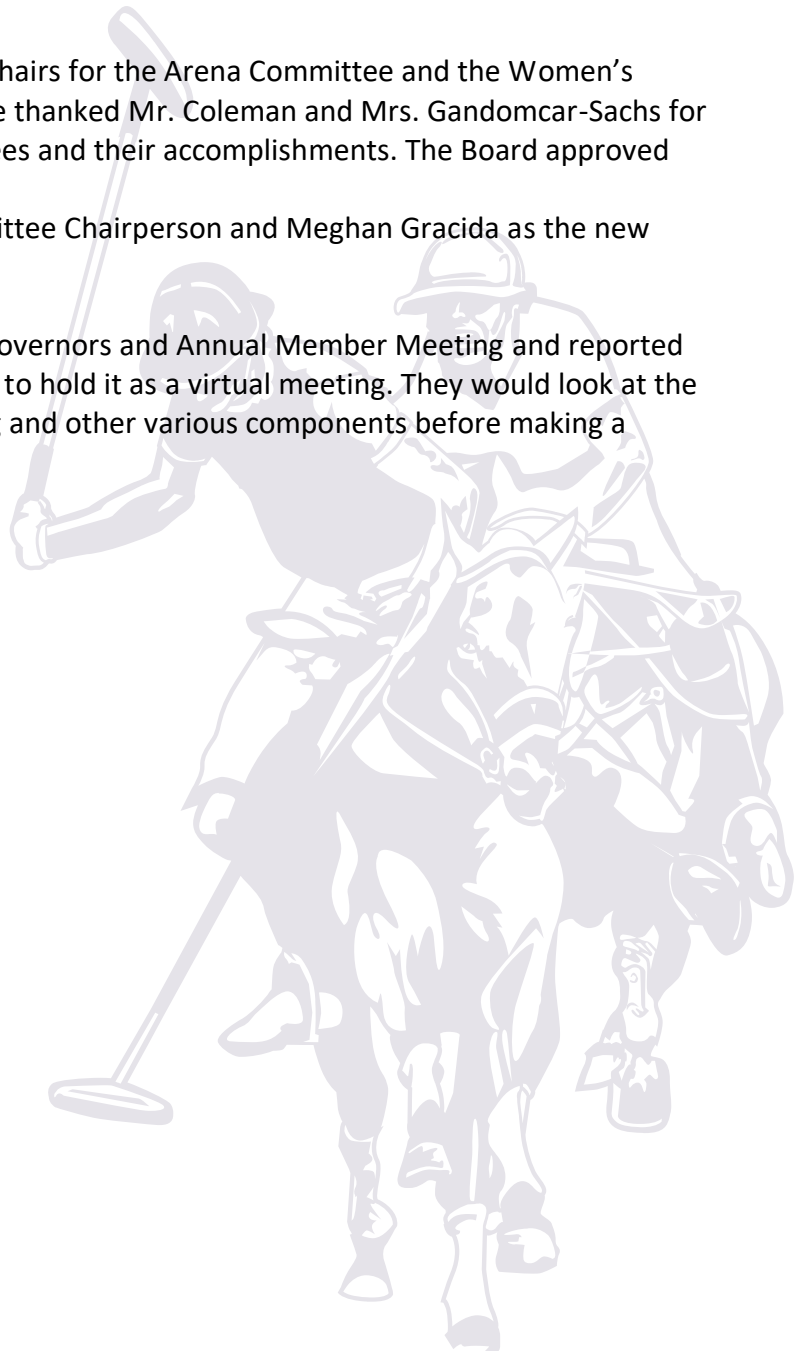 hairs for the Arena Committee and the Women's
e thanked Mr. Coleman and Mrs. Gandomcar-Sachs for
ees and their accomplishments. The Board approved
ittee Chairperson and Meghan Gracida as the new
overnors and Annual Member Meeting and reported
to hold it as a virtual meeting. They would look at the
g and other various components before making a